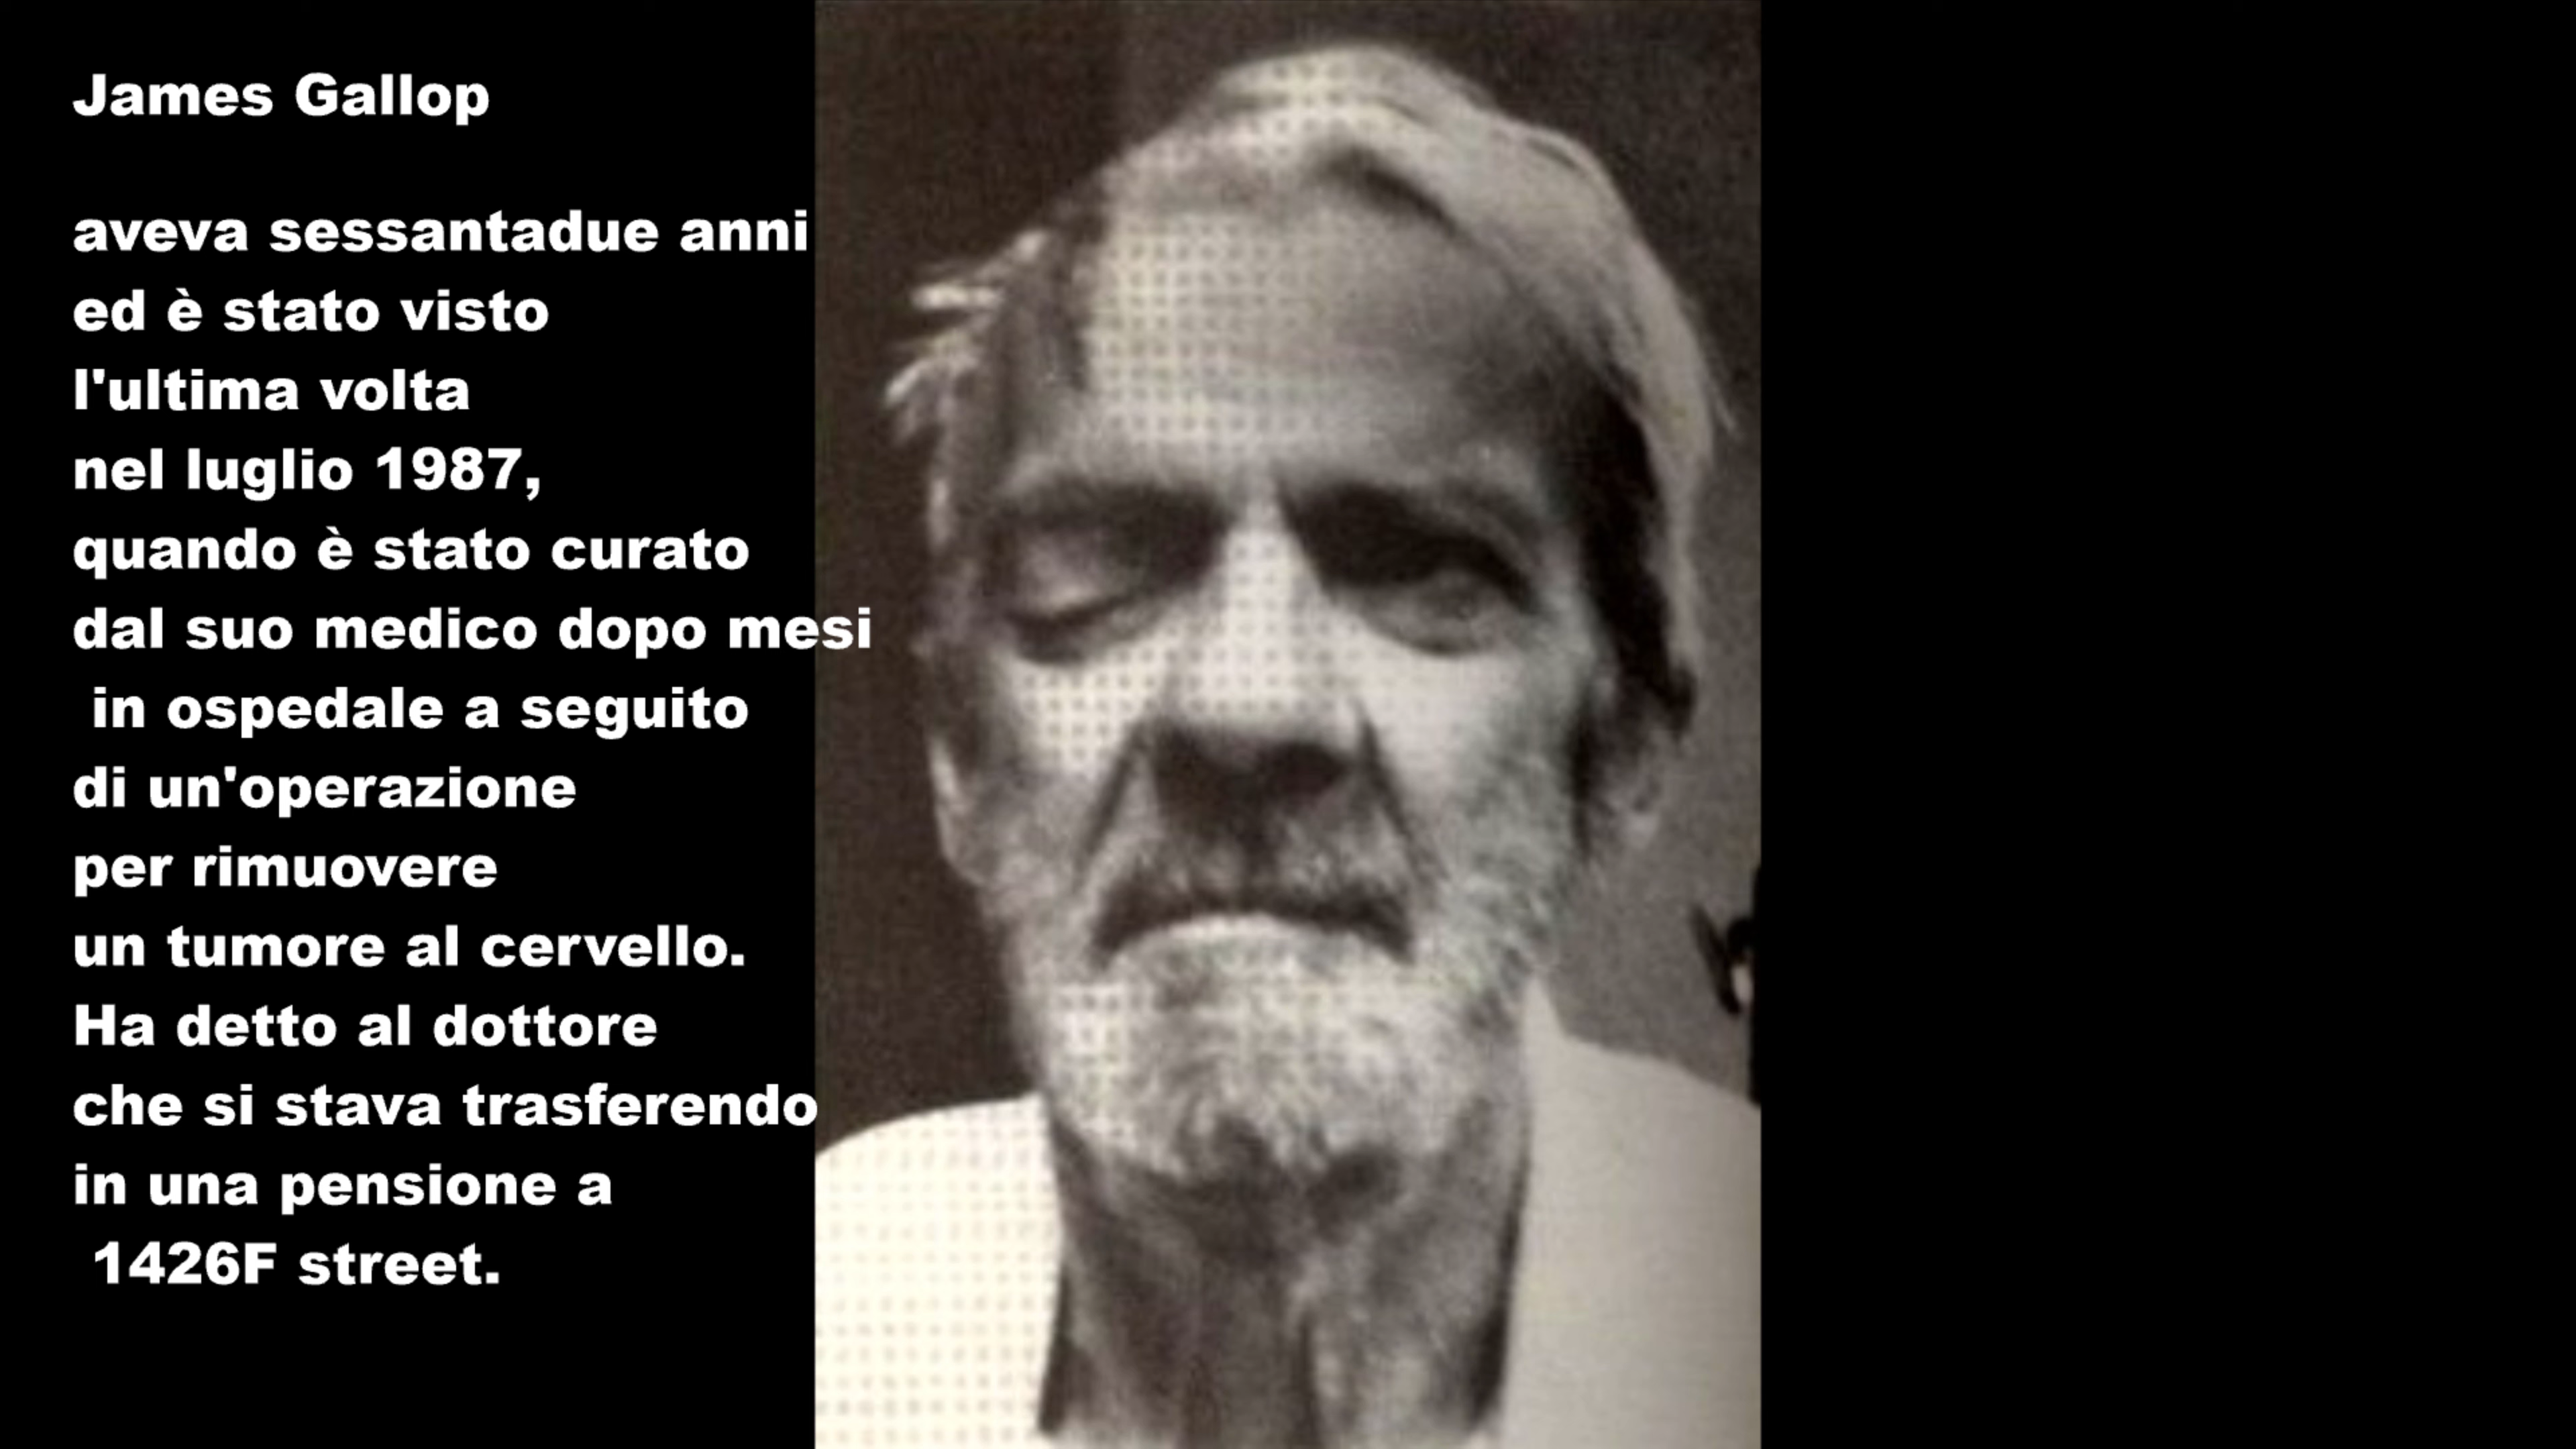 James Gallop
aveva sessantadue anni
ed è stato visto
l'ultima volta
nel luglio 1987,
quando è stato curato
dal suo medico dopo mesi
in ospedale a seguito
di un'operazione
per rimuovere
un tumore al cervello.
Ha detto al dottore
che si stava trasferendo
in una pensione a
1426F street.